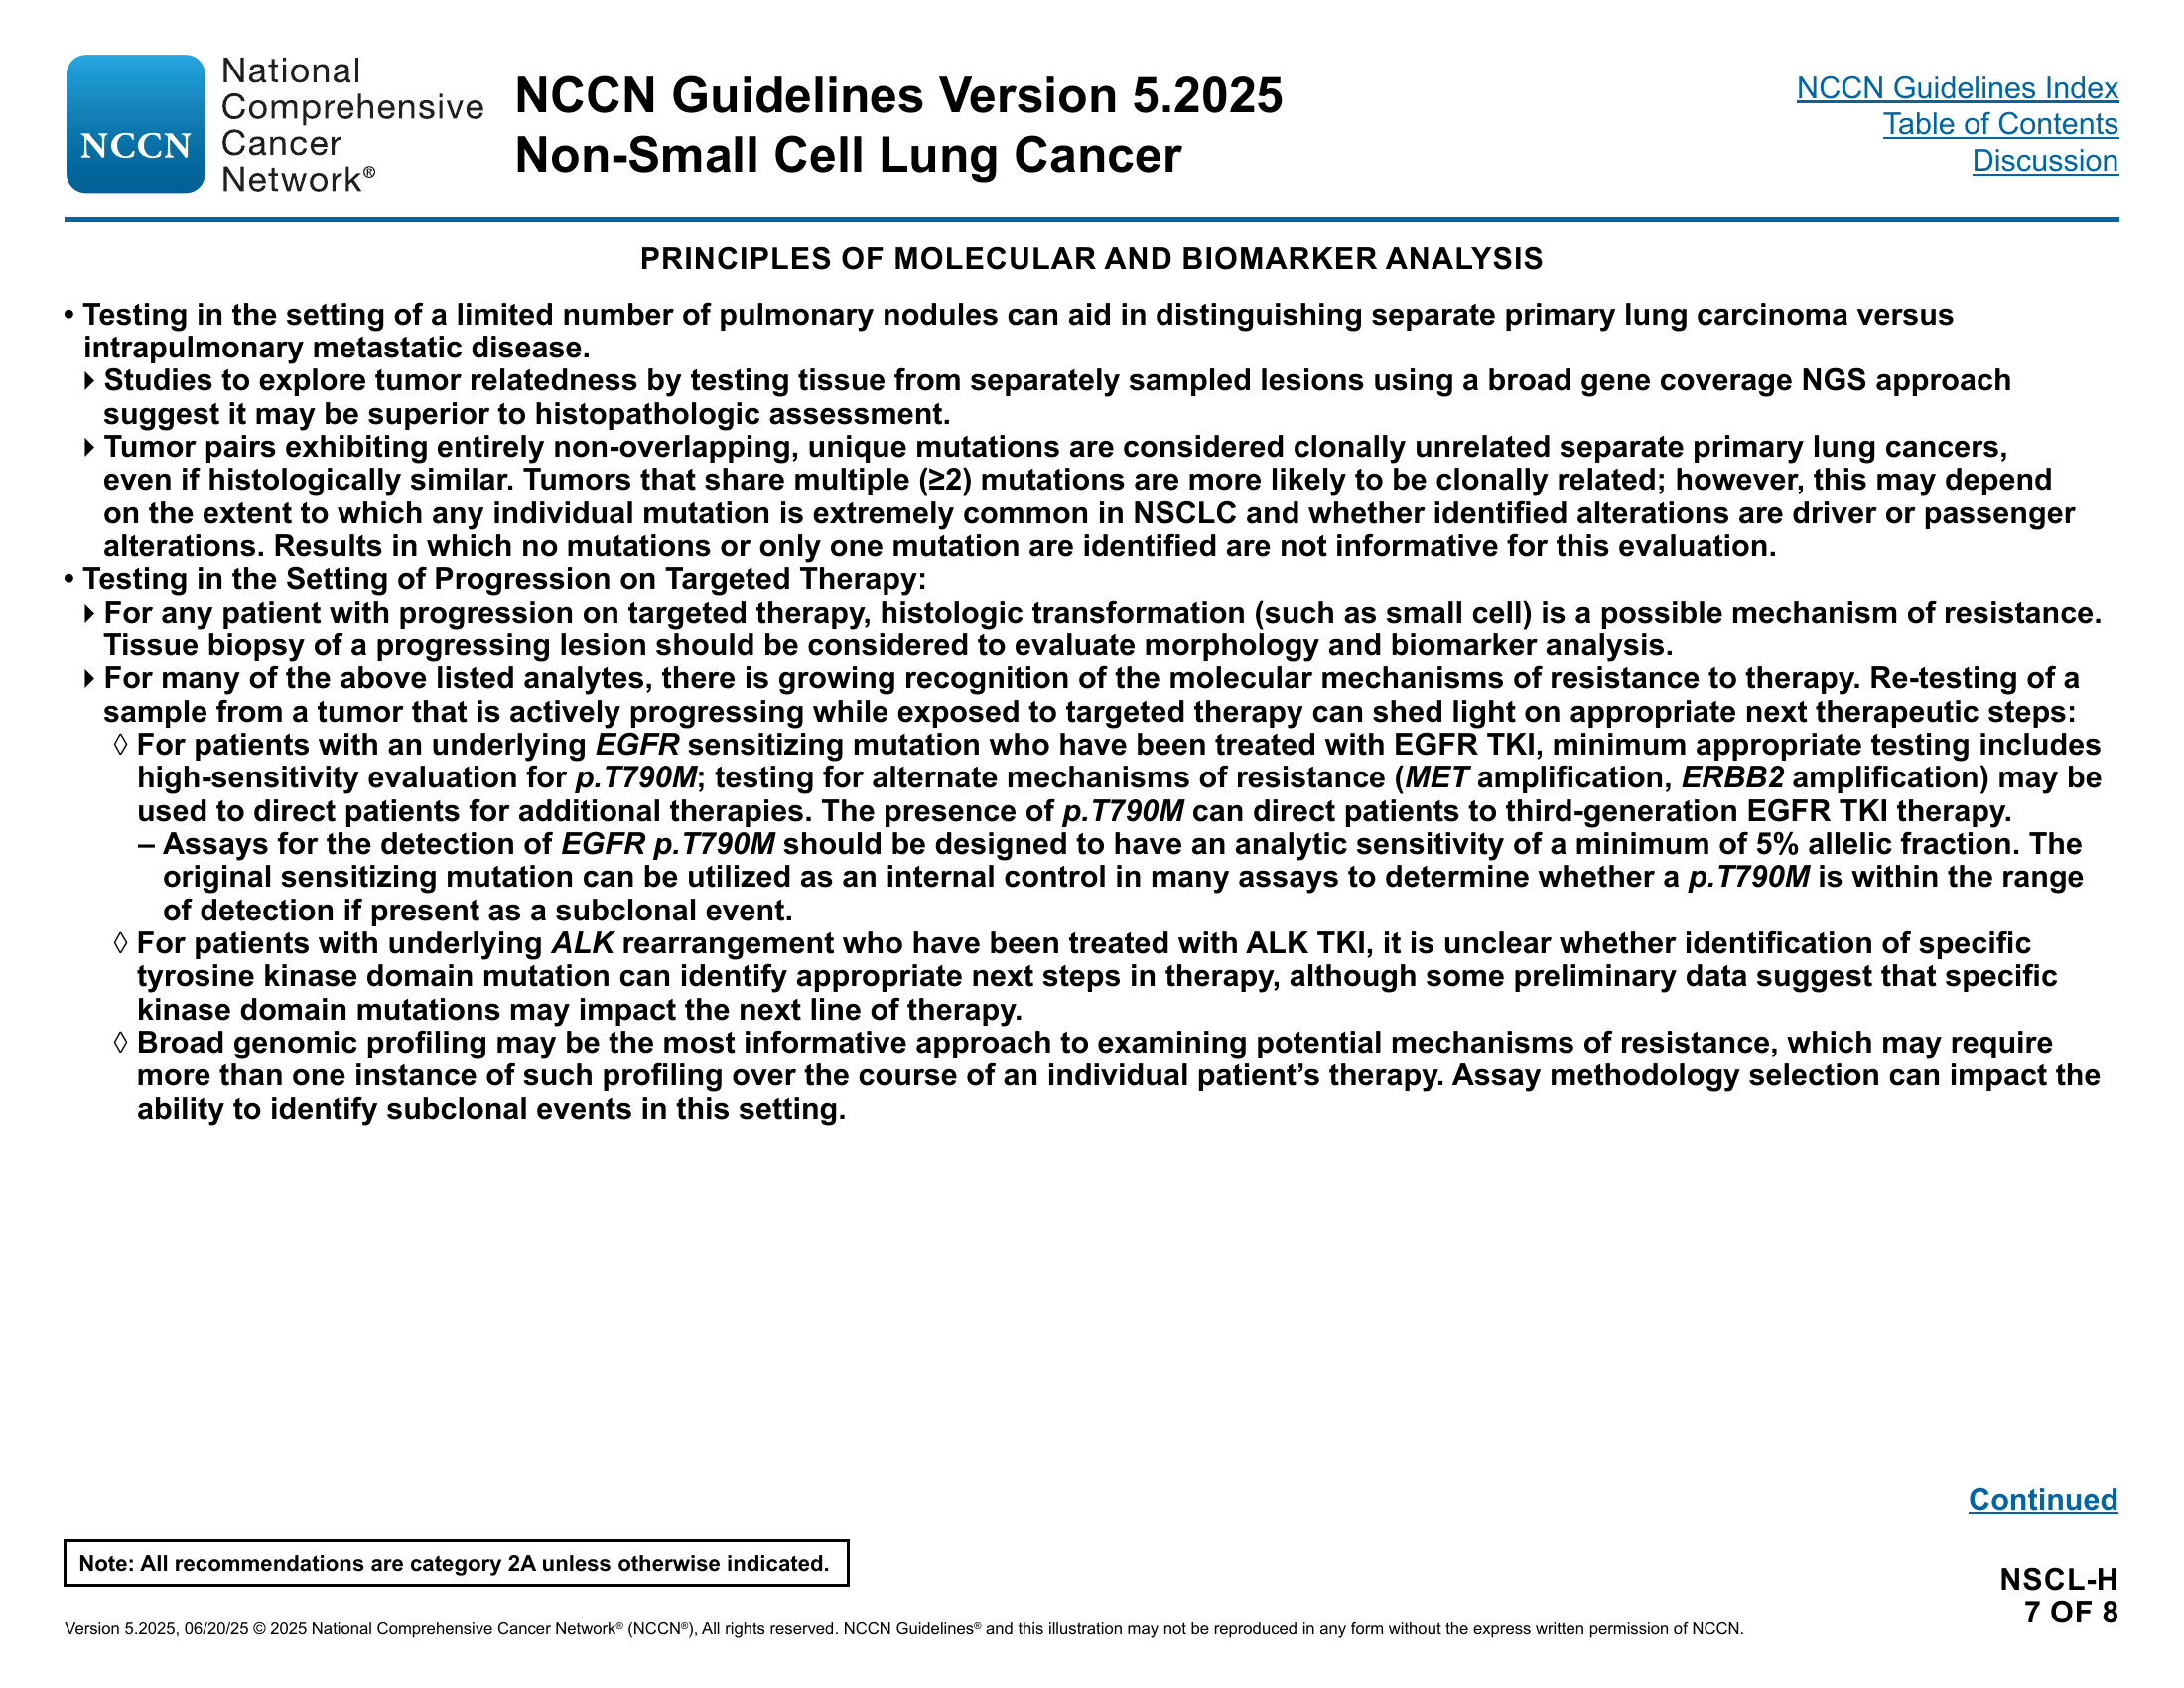 National
Comprehensive
Cancer
Network®
NCCN
NCCN Guidelines Version 5.2025
Non-Small Cell Lung Cancer
NCCN Guidelines Index
Table of Contents
Discussion
PRINCIPLES OF MOLECULAR AND BIOMARKER ANALYSIS
• Testing in the setting of a limited number of pulmonary nodules can aid in distinguishing separate primary lung carcinoma versus
intrapulmonary metastatic disease.
Studies to explore tumor relatedness by testing tissue from separately sampled lesions using a broad gene coverage NGS approach
suggest it may be superior to histopathologic assessment.
Tumor pairs exhibiting entirely non-overlapping, unique mutations are considered clonally unrelated separate primary lung cancers,
even if histologically similar. Tumors that share multiple (≥2) mutations are more likely to be clonally related; however, this may depend
on the extent to which any individual mutation is extremely common in NSCLC and whether identified alterations are driver or passenger
alterations. Results in which no mutations or only one mutation are identified are not informative for this evaluation.
• Testing in the Setting of Progression on Targeted Therapy:
For any patient with progression on targeted therapy, histologic transformation (such as small cell) is a possible mechanism of resistance.
Tissue biopsy of a progressing lesion should be considered to evaluate morphology and biomarker analysis.
For many of the above listed analytes, there is growing recognition of the molecular mechanisms of resistance to therapy. Re-testing of a
sample from a tumor that is actively progressing while exposed to targeted therapy can shed light on appropriate next therapeutic steps:
◊ For patients with an underlying EGFR sensitizing mutation who have been treated with EGFR TKI, minimum appropriate testing includes
high-sensitivity evaluation for p.T790M; testing for alternate mechanisms of resistance (MET amplification, ERBB2 amplification) may be
used to direct patients for additional therapies. The presence of p.T790M can direct patients to third-generation EGFR TKI therapy.
– Assays for the detection of EGFR p.T790M should be designed to have an analytic sensitivity of a minimum of 5% allelic fraction. The
original sensitizing mutation can be utilized as an internal control in many assays to determine whether a p.T790M is within the range
of detection if present as a subclonal event.
◊ For patients with underlying ALK rearrangement who have been treated with ALK TKI, it is unclear whether identification of specific
tyrosine kinase domain mutation can identify appropriate next steps in therapy, although some preliminary data suggest that specific
kinase domain mutations may impact the next line of therapy.
◊ Broad genomic profiling may be the most informative approach to examining potential mechanisms of resistance, which may require
more than one instance of such profiling over the course of an individual patient’s therapy. Assay methodology selection can impact the
ability to identify subclonal events in this setting.
Continued
Note: All recommendations are category 2A unless otherwise indicated.
NSCL-H
7 OF 8
Version 5.2025, 06/20/25 © 2025 National Comprehensive Cancer Network® (NCCN®), All rights reserved. NCCN Guidelines® and this illustration may not be reproduced in any form without the express written permission of NCCN.